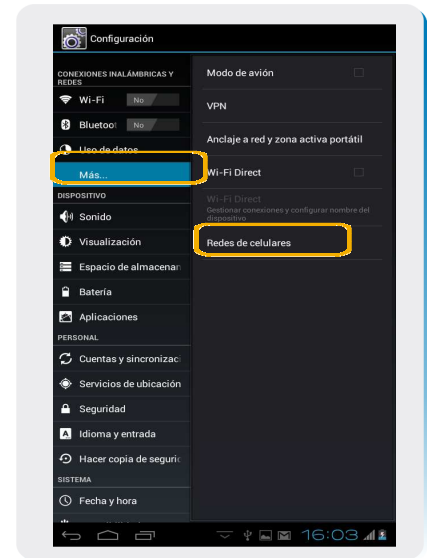 Configuración
CONEXIONES INALÁMBRICAS Y
REDES
Wi-Fi
No
Bluetoot
No
Uso de datos
Más...
DISPOSITIVO
Sonido
Visualización
Espacio de almacenan
Batería
Aplicaciones
PERSONAL
Cuentas y sincronizaci
Servicios de ubicación
Seguridad
A Idioma y entrada
Hacer copia de seguric
SISTEMA
Fecha y hora
Modo de avión
VPN
Anclaje a red y zona activa portátil
Wi-Fi Direct
Wi-Fi Direct
Gestionar conexiones y configurar nombre del
dispositivo
Redes de celulares
16:03